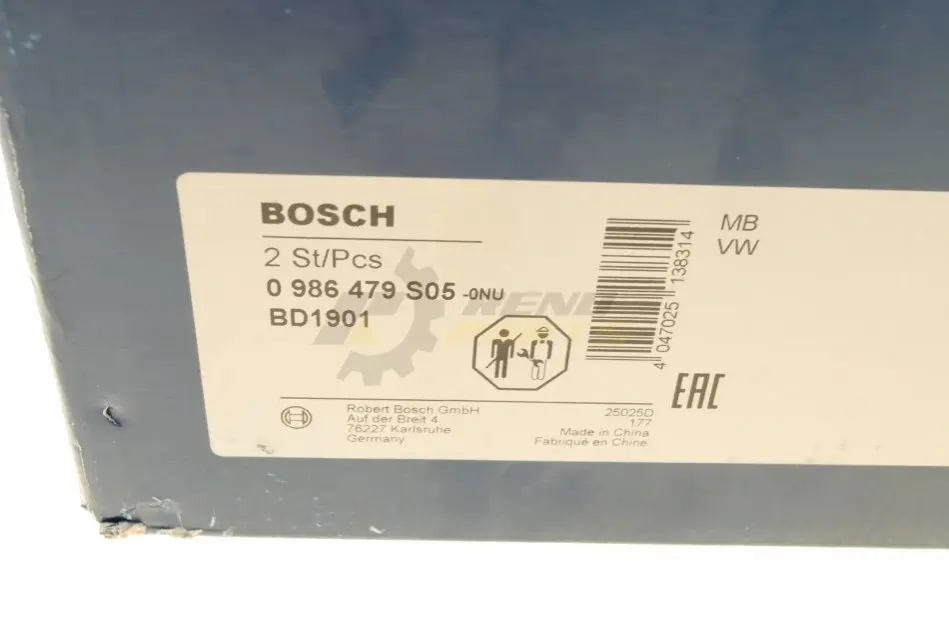 BOSCH
2 St/Pcs
0 986 479 S05 -0NU
BD1901
Robert Bosch GmbH
Auf der Breit 4
76227 Karlsruhe
Germany
4 047025 138314
MB
VW
EAC
25025D
177
Made in China
Fabriqué en Chine